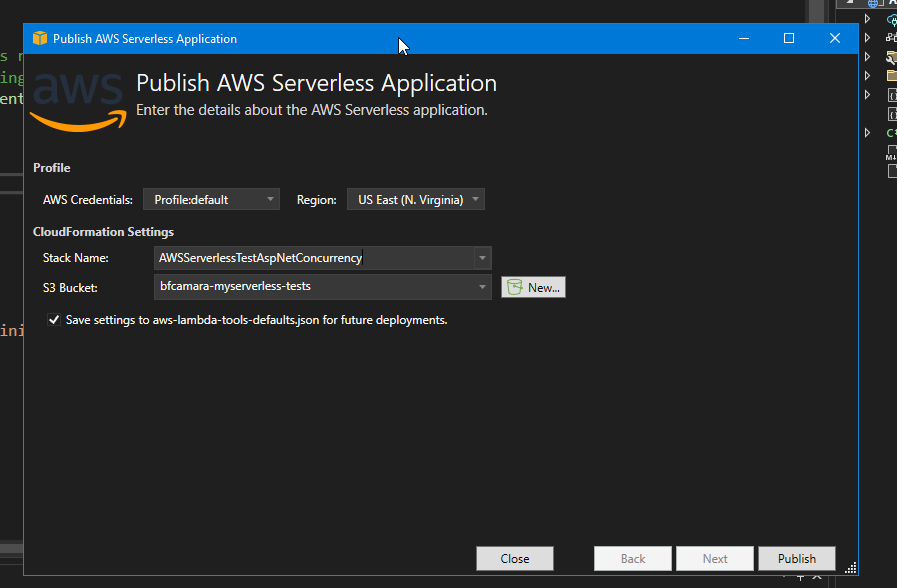 Publish AWS Serverless Application
aws
Publish AWS Serverless Application
Enter the details about the AWS Serverless application.
Profile
AWS Credentials: Profile:default Region: US East (N. Virginia)
CloudFormation Settings
Stack Name: AWSServerlessTestAspNetConcurrency
S3 Bucket: bfcamara-myserverless-tests New...
Save settings to aws-lambda-tools-defaults.json for future deployments.
Close Back Next Publish